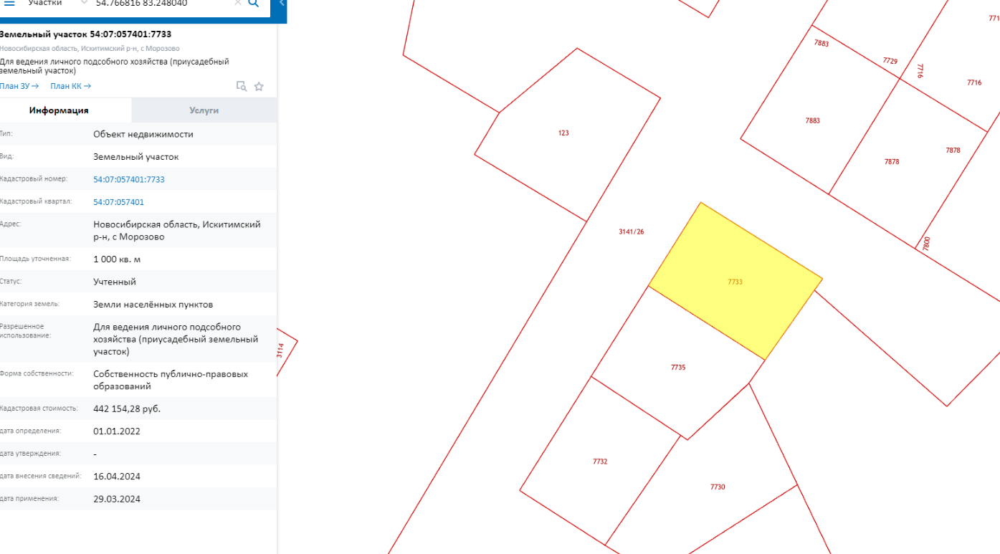 Участки
54.766816 83.248040
Земельный участок 54:07:057401:7733
Новосибирская область, Искитимский р-н, с Морозово
Для ведения личного подсобного хозяйства (приусадебный
земельный участок)
План ЗУ → План КК →
Информация Услуги
Тип: Объект недвижимости
Вид: Земельный участок
Кадастровый номер: 54:07:057401:7733
Кадастровый квартал: 54:07:057401
Адрес: Новосибирская область, Искитимский
р-н, с Морозово
Площадь уточненная: 1 000 кв. м
Статус: Учтенный
Категория земель: Земли населённых пунктов
Разрешенное
использование:
Для ведения личного подсобного
хозяйства (приусадебный земельный
участок)
Форма собственности: Собственность публично-правовых
образований
Кадастровая стоимость: 442 154,28 руб.
дата определения: 01.01.2022
дата утверждения: -
дата внесения сведений: 16.04.2024
дата применения: 29.03.2024
771
7883
7729
7716
7716
123
7883
7878
7878
3141/26
7800
7733
3114
7735
7732
7730